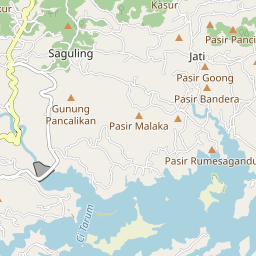 Kasur
Pasir Panci
Saguling
Jati
Pasir Goong
Pasir Bandera
Gunung
Pancalikan
Pasir Malaka
Pasir Rumesagandu
Ci Tarum